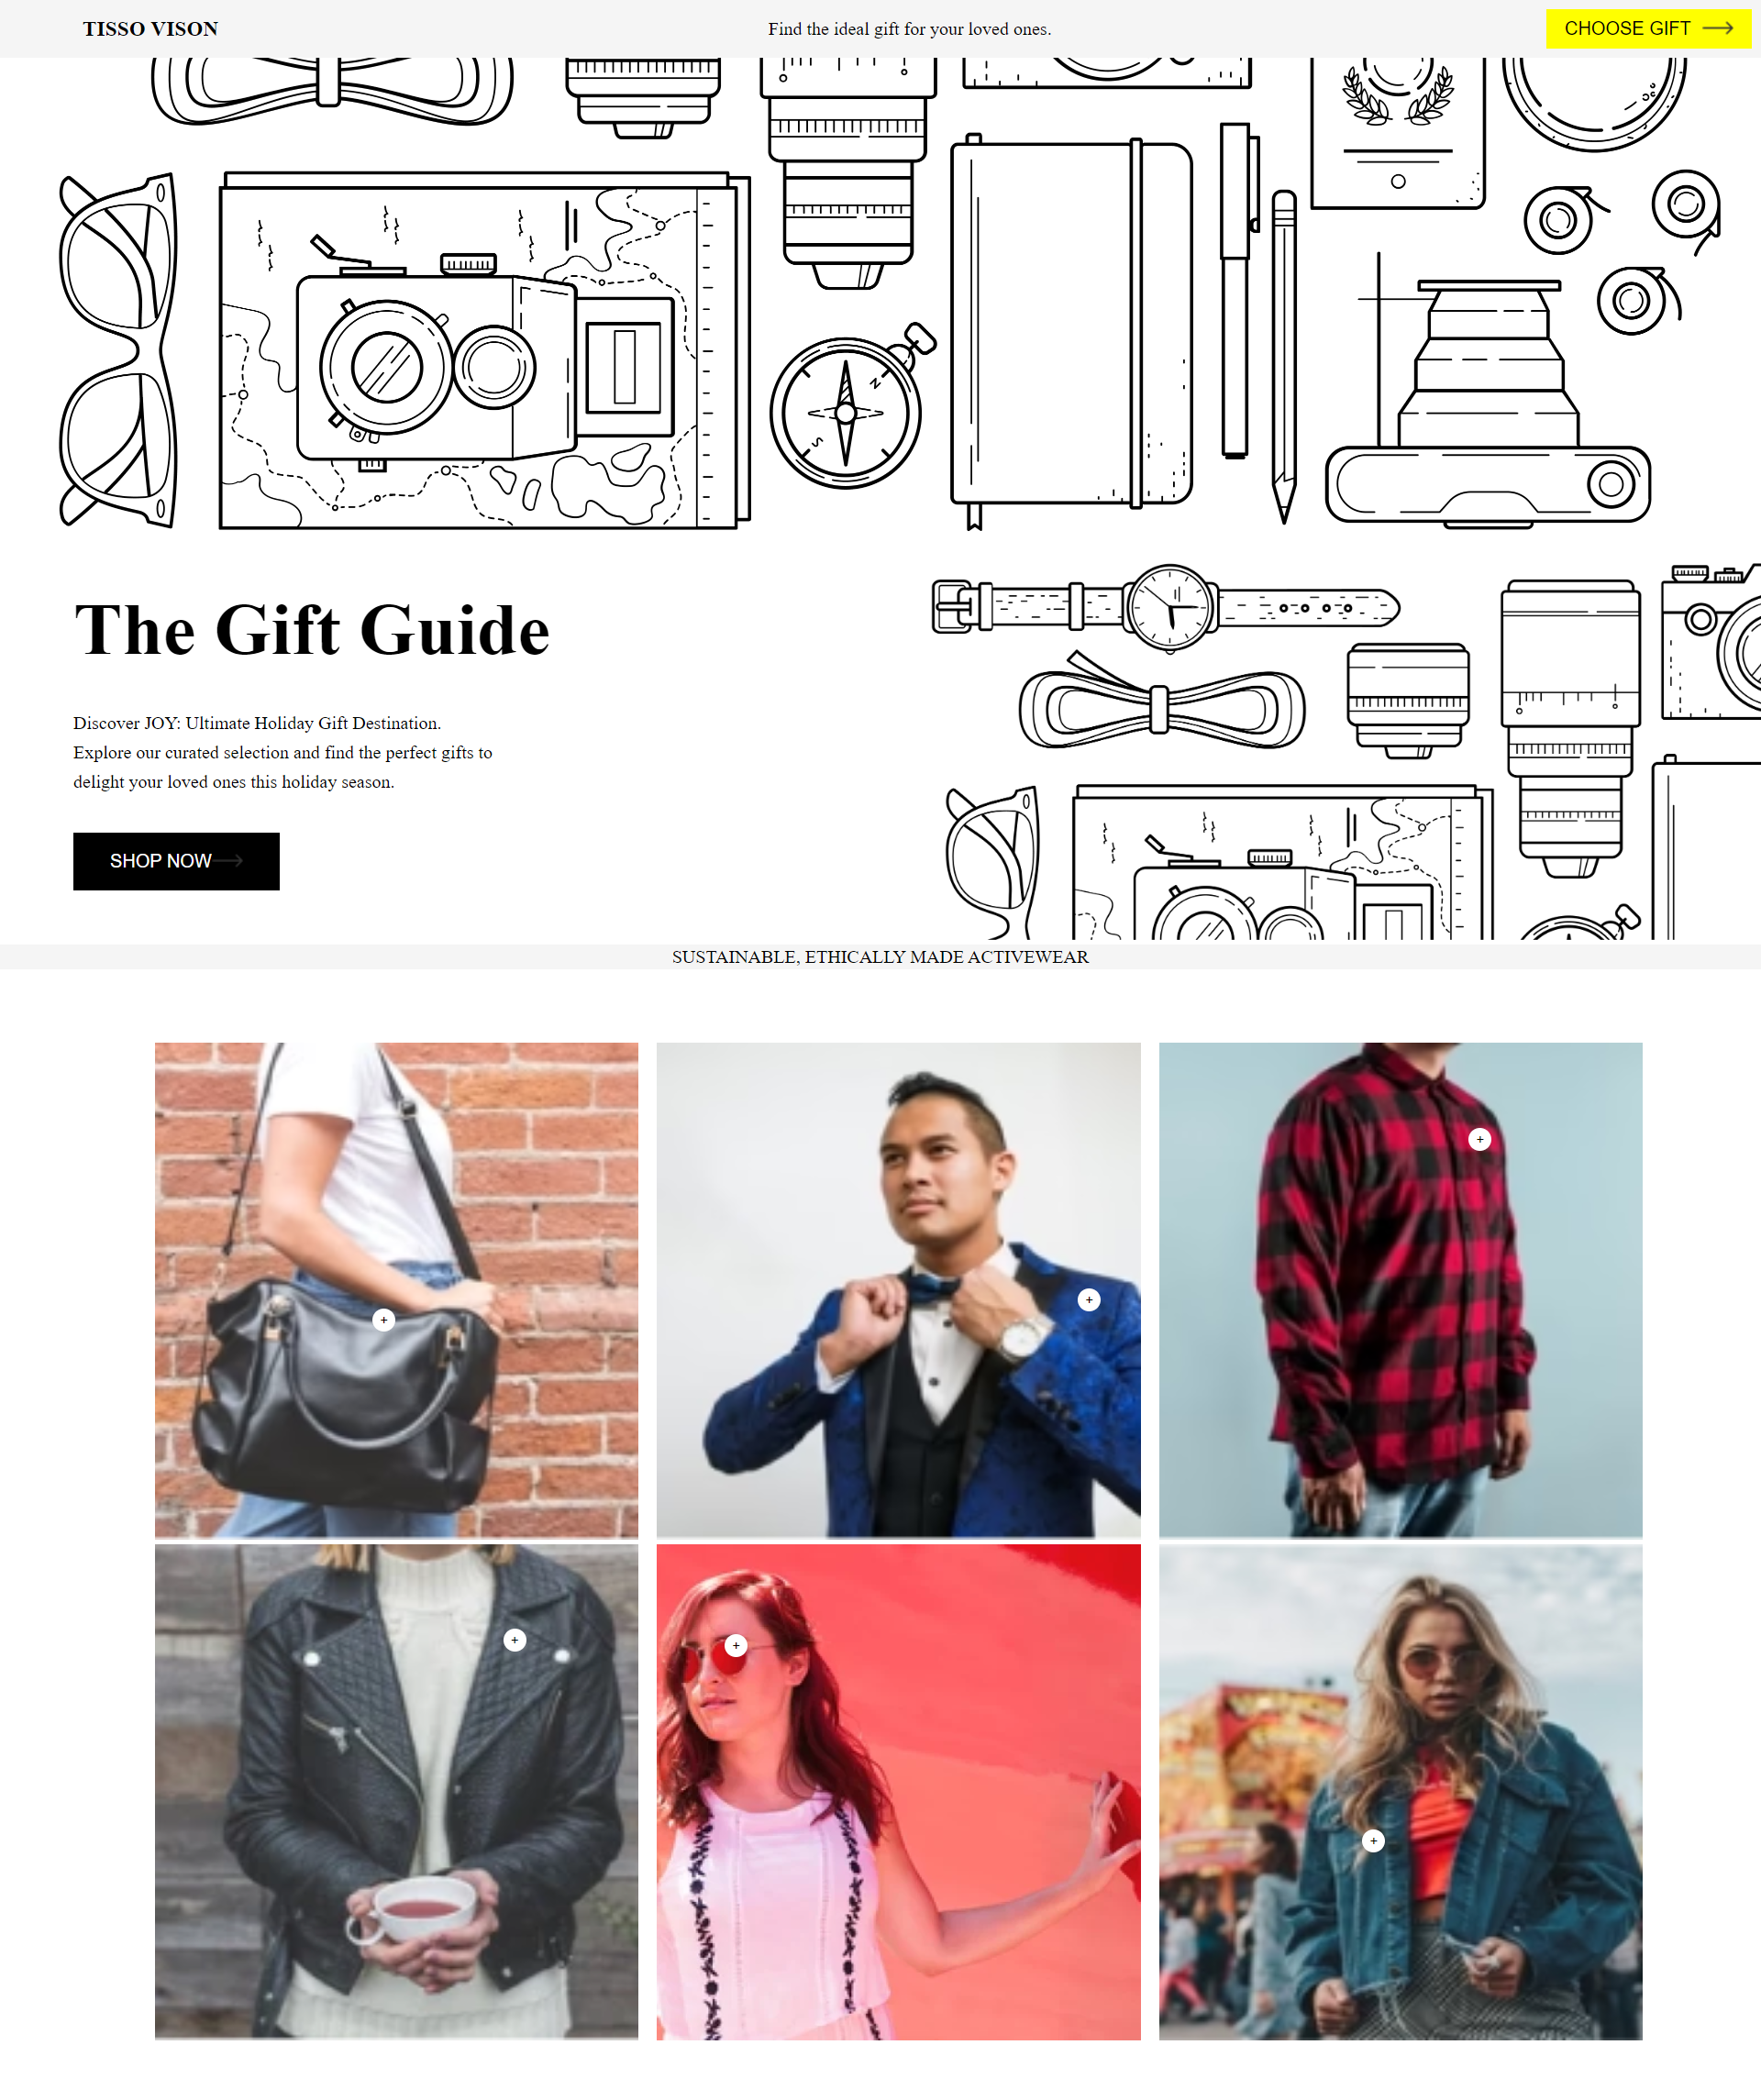 TISSO VISON
Find the ideal gift for your loved ones.
CHOOSE GIFT
N
S
The Gift Guide
Discover JOY: Ultimate Holiday Gift Destination.
Explore our curated selection and find the perfect gifts to
delight your loved ones this holiday season.
SHOP NOW
SUSTAINABLE, ETHICALLY MADE ACTIVEWEAR
+
+
+
+
+
+